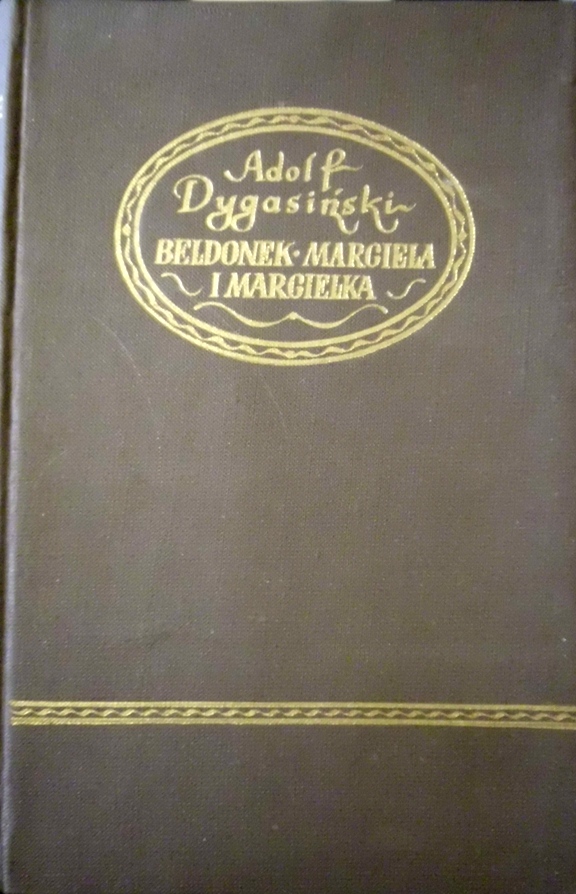 Adolf
Dygasiński
BELDONEK · MARGIELA
I MARGIELKA